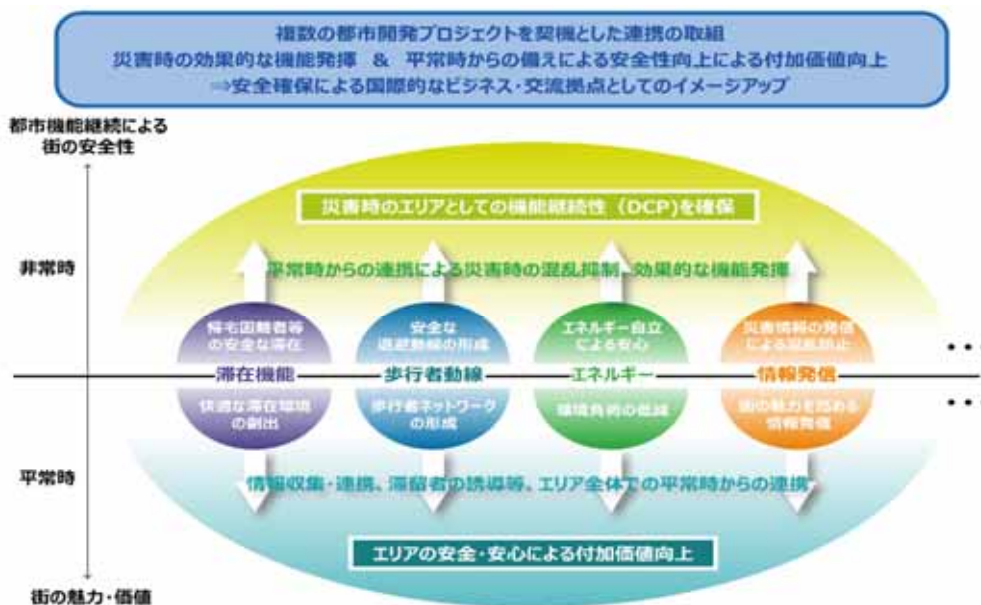 複数の都市開発プロジェクトを契機とした連携の取組
災害時の効果的な機能発揮 & 平常時からの備えによる安全性向上による付加価値向上
⇒安全確保による国際的なビジネス・交流拠点としてのイメージアップ
都市機能継続による
街の安全性
災害時のエリアとしての機能継続性（DCP)を確保
非常時
平常時からの連携による災害時の混乱抑制、効果的な機能発揮
帰宅困難者等
の安全な滞在
安全な
退避動線の形成
エネルギー自立
による安心
災害情報の発信
による混乱防止
・・・
滞在機能
歩行者動線
エネルギー
情報発信
快適な滞在環境
の創出
歩行者ネットワーク
の形成
環境負荷の低減
街の魅力を高める
情報発信
・・・
平常時
情報収集・連携、滞留者の誘導等、エリア全体での平常時からの連携
エリアの安全・安心による付加価値向上
街の魅力・価値